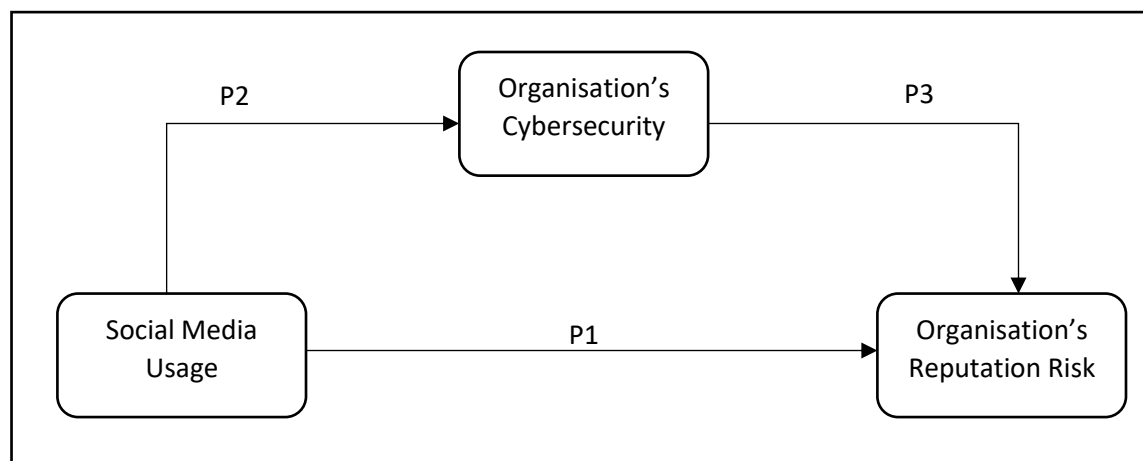 P2
Organisation’s
Cybersecurity
P3
Social Media
Usage
P1
Organisation’s
Reputation Risk